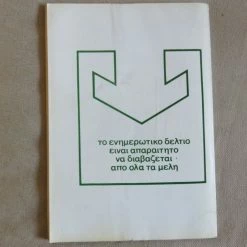 το ενημερωτικο δελτιο
ειναι απαραιτητο
να διαβαζεται
απο ολα τα μελη